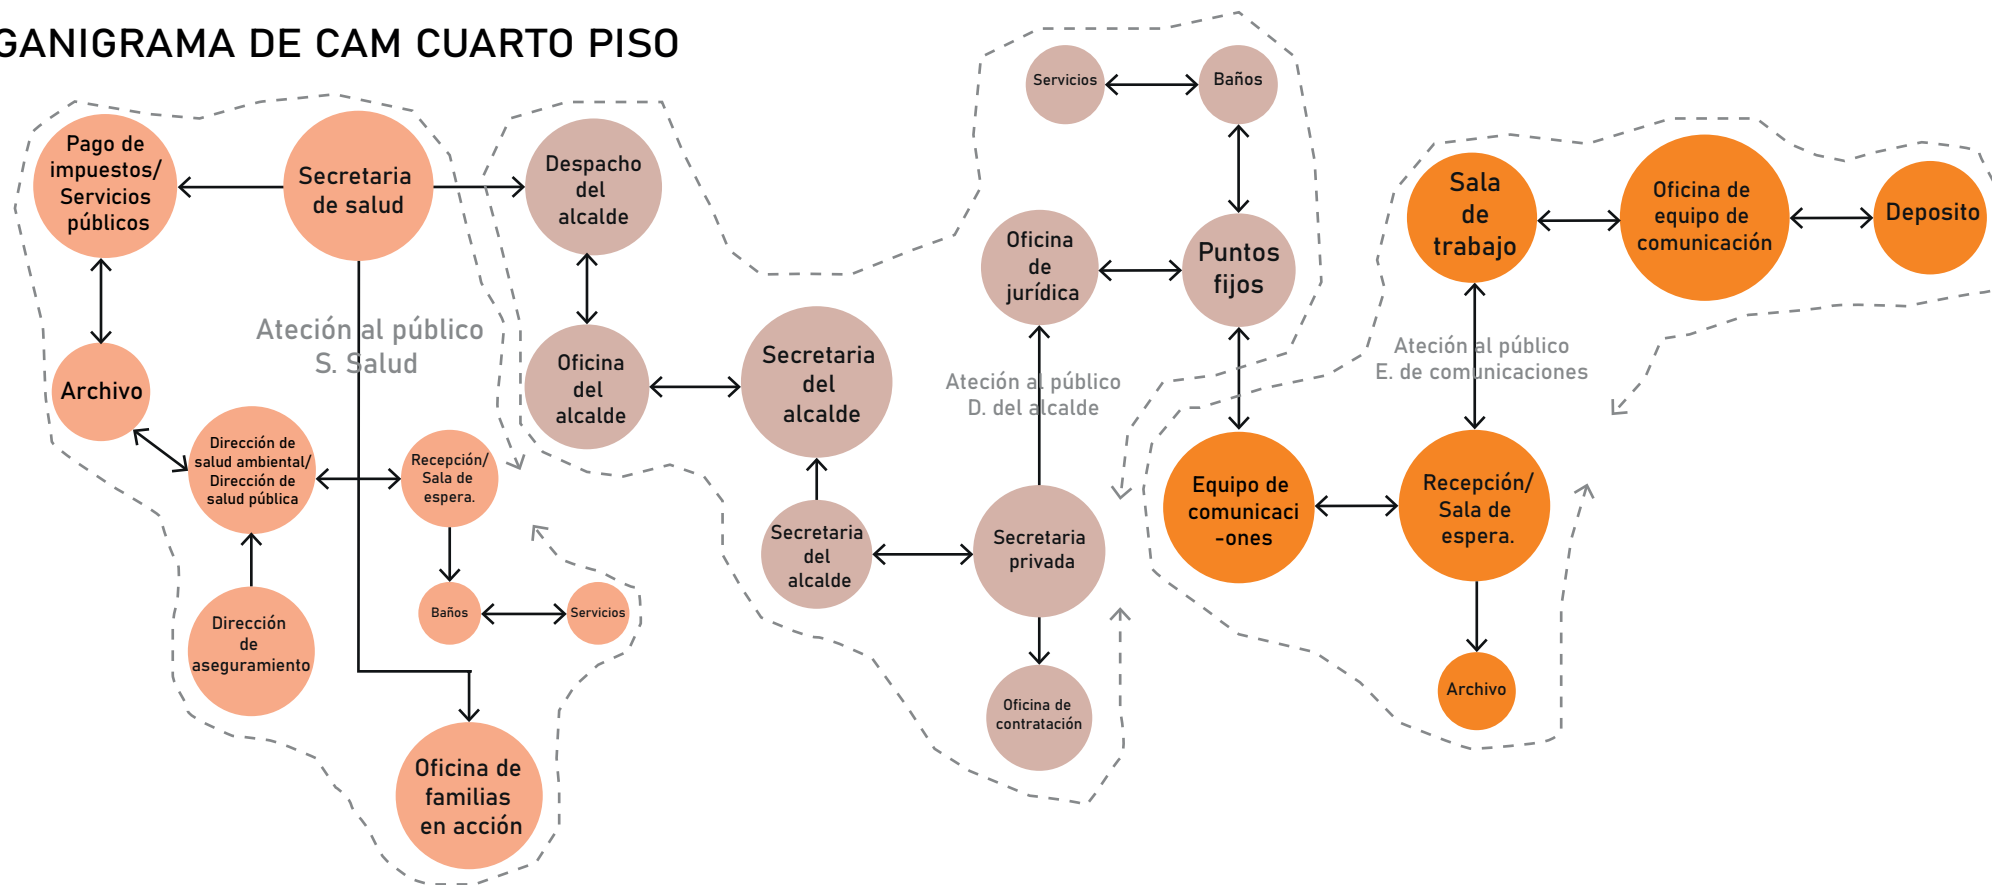 GANIGRAMA DE CAM CUARTO PISO
Pago de
impuestos/
Servicios
públicos
Secretaria
de salud
Archivo
Ateción al público
S. Salud
Dirección de
salud ambiental/
Dirección de
salud pública
Recepción/
Sala de
espera.
Dirección
de
aseguramiento
Baños
Servicios
Oficina de
familias
en acción
Despacho
del
alcalde
Oficina
del
alcalde
Secretaria
del
alcalde
Secretaria
del
alcalde
Secretaria
privada
Oficina de
contratación
Ateción al público
D. del alcalde
Oficina
de
jurídica
Puntos
fijos
Servicios
Baños
Equipo de
comunicaci
-ones
Recepción/
Sala de
espera.
Archivo
Ateción al público
E. de comunicaciones
Sala
de
trabajo
Oficina de
equipo de
comunicación
Deposito